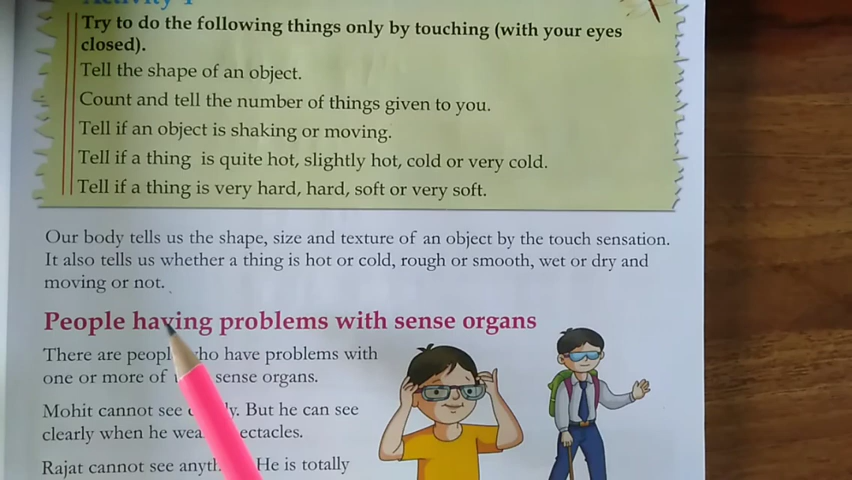 Activity 1
Try to do the following things only by touching (with your eyes
closed).
Tell the shape of an object.
Count and tell the number of things given to you.
Tell if an object is shaking or moving.
Tell if a thing is quite hot, slightly hot, cold or very cold.
Tell if a thing is very hard, hard, soft or very soft.
Our body tells us the shape, size and texture of an object by the touch sensation.
It also tells us whether a thing is hot or cold, rough or smooth, wet or dry and
moving or not.
People having problems with sense organs
There are people who have problems with
one or more of sense organs.
Mohit cannot see But he can see
clearly when he spectacles.
Rajat cannot see He is totally